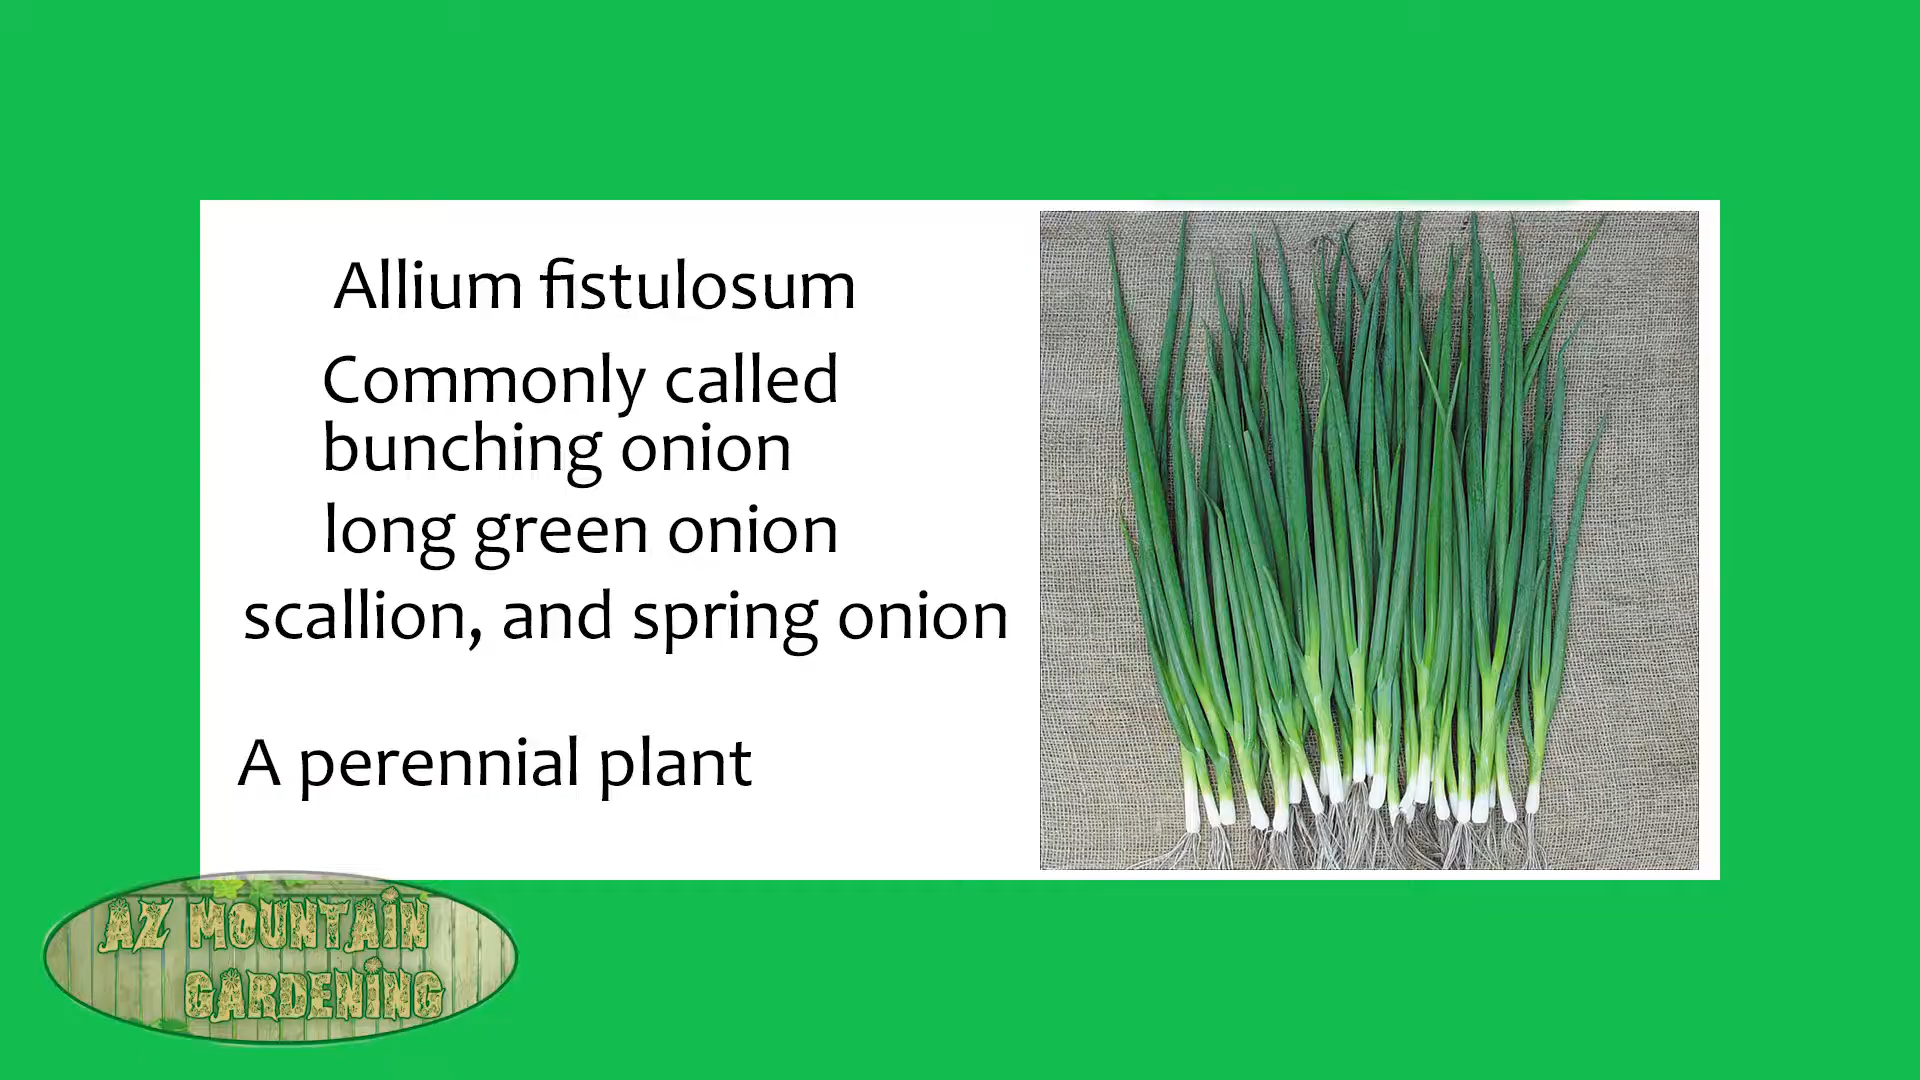 Allium fistulosum
Commonly called
bunching onion
long green onion
scallion, and spring onion
A perennial plant
AZ MOUNTAIN
GARDENING